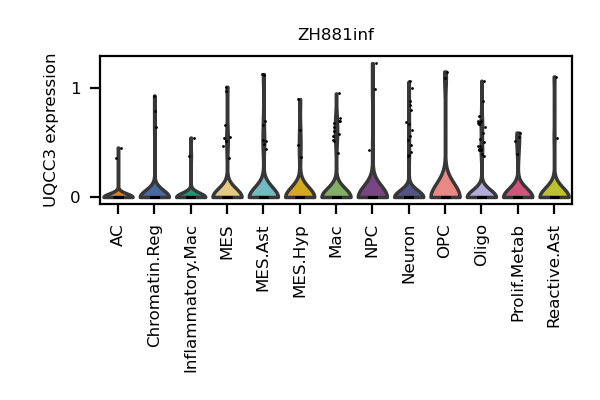 ZH881inf
UQCC3 expression
1
0
AC
Chromatin.Reg
Inflammatory.Mac
MES
MES.Ast
MES.Hyp
Mac
NPC
Neuron
OPC
Oligo
Prolif.Metab
Reactive.Ast